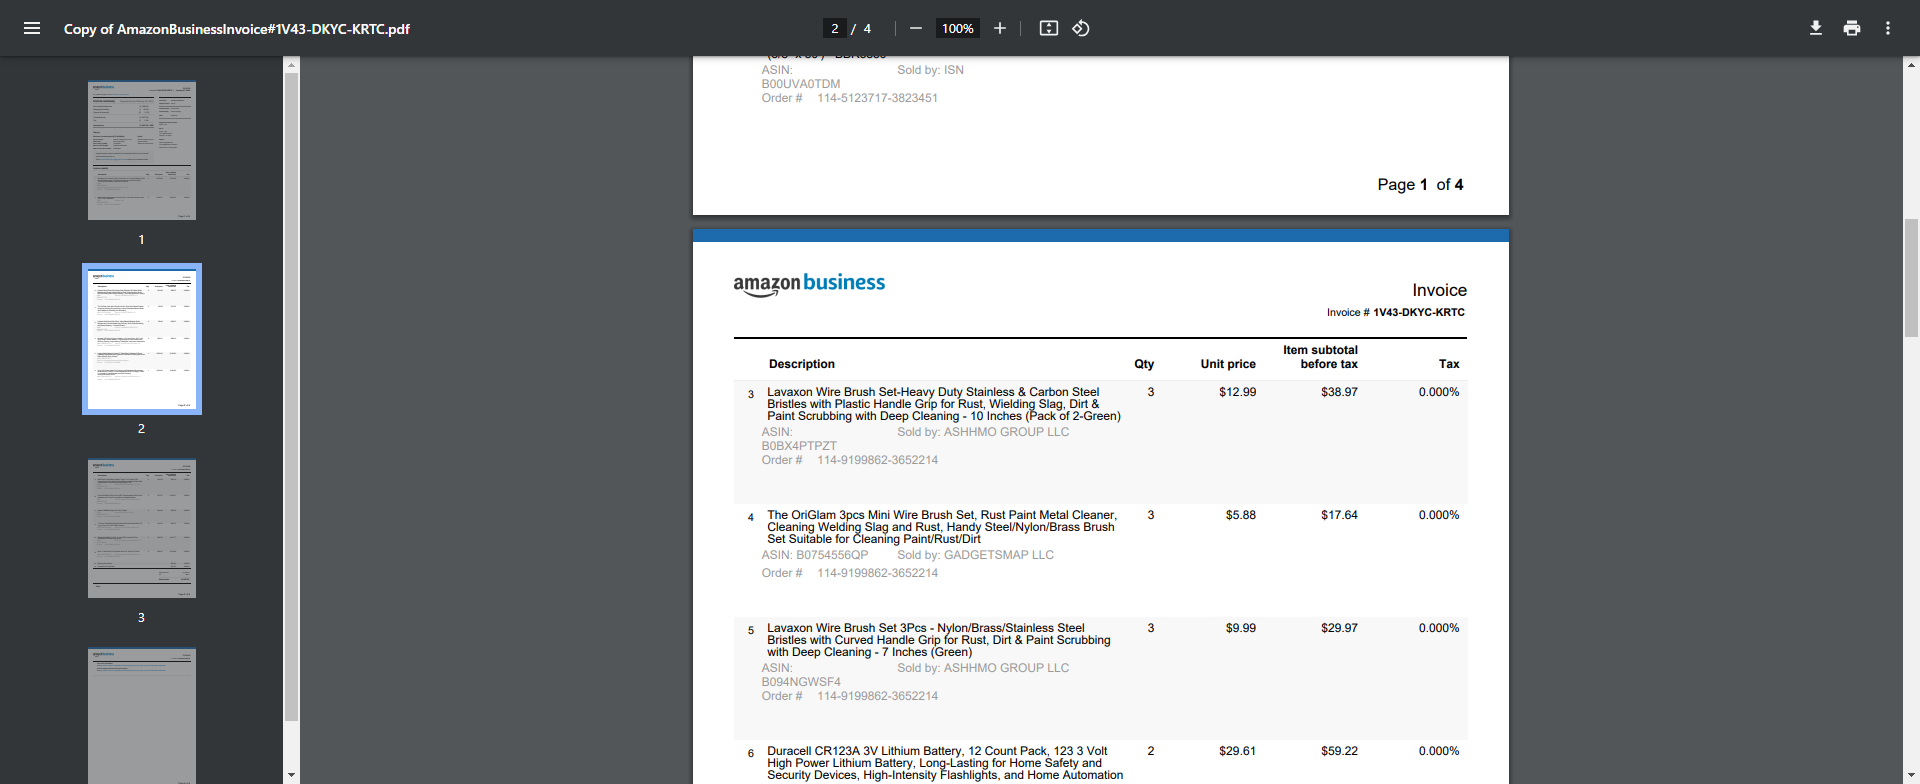 Copy of AmazonBusinessInvoice#1V43-DKYC-KRTC.pdf
2 / 4
100%
1
2
3
ASIN: Sold by: ISN
B00UVA0TDM
Order # 114-5123717-3823451
Page 1 of 4
amazon business
Invoice
Invoice # 1V43-DKYC-KRTC
Description Qty Unit price Item subtotal before tax Tax
3 Lavaxon Wire Brush Set-Heavy Duty Stainless & Carbon Steel 3 $12.99 $38.97 0.000%
Bristles with Plastic Handle Grip for Rust, Wielding Slag, Dirt &
Paint Scrubbing with Deep Cleaning - 10 Inches (Pack of 2-Green)
ASIN: Sold by: ASHHMO GROUP LLC
B0BX4PTPZT
Order # 114-9199862-3652214
4 The OriGlam 3pcs Mini Wire Brush Set, Rust Paint Metal Cleaner, 3 $5.88 $17.64 0.000%
Cleaning Welding Slag and Rust, Handy Steel/Nylon/Brass Brush
Set Suitable for Cleaning Paint/Rust/Dirt
ASIN: B0754556QP Sold by: GADGETSMAP LLC
Order # 114-9199862-3652214
5 Lavaxon Wire Brush Set 3Pcs - Nylon/Brass/Stainless Steel 3 $9.99 $29.97 0.000%
Bristles with Curved Handle Grip for Rust, Dirt & Paint Scrubbing
with Deep Cleaning - 7 Inches (Green)
ASIN: Sold by: ASHHMO GROUP LLC
B094NGWSF4
Order # 114-9199862-3652214
6 Duracell CR123A 3V Lithium Battery, 12 Count Pack, 123 3 Volt 2 $29.61 $59.22 0.000%
High Power Lithium Battery, Long-Lasting for Home Safety and
Security Devices, High-Intensity Flashlights, and Home Automation